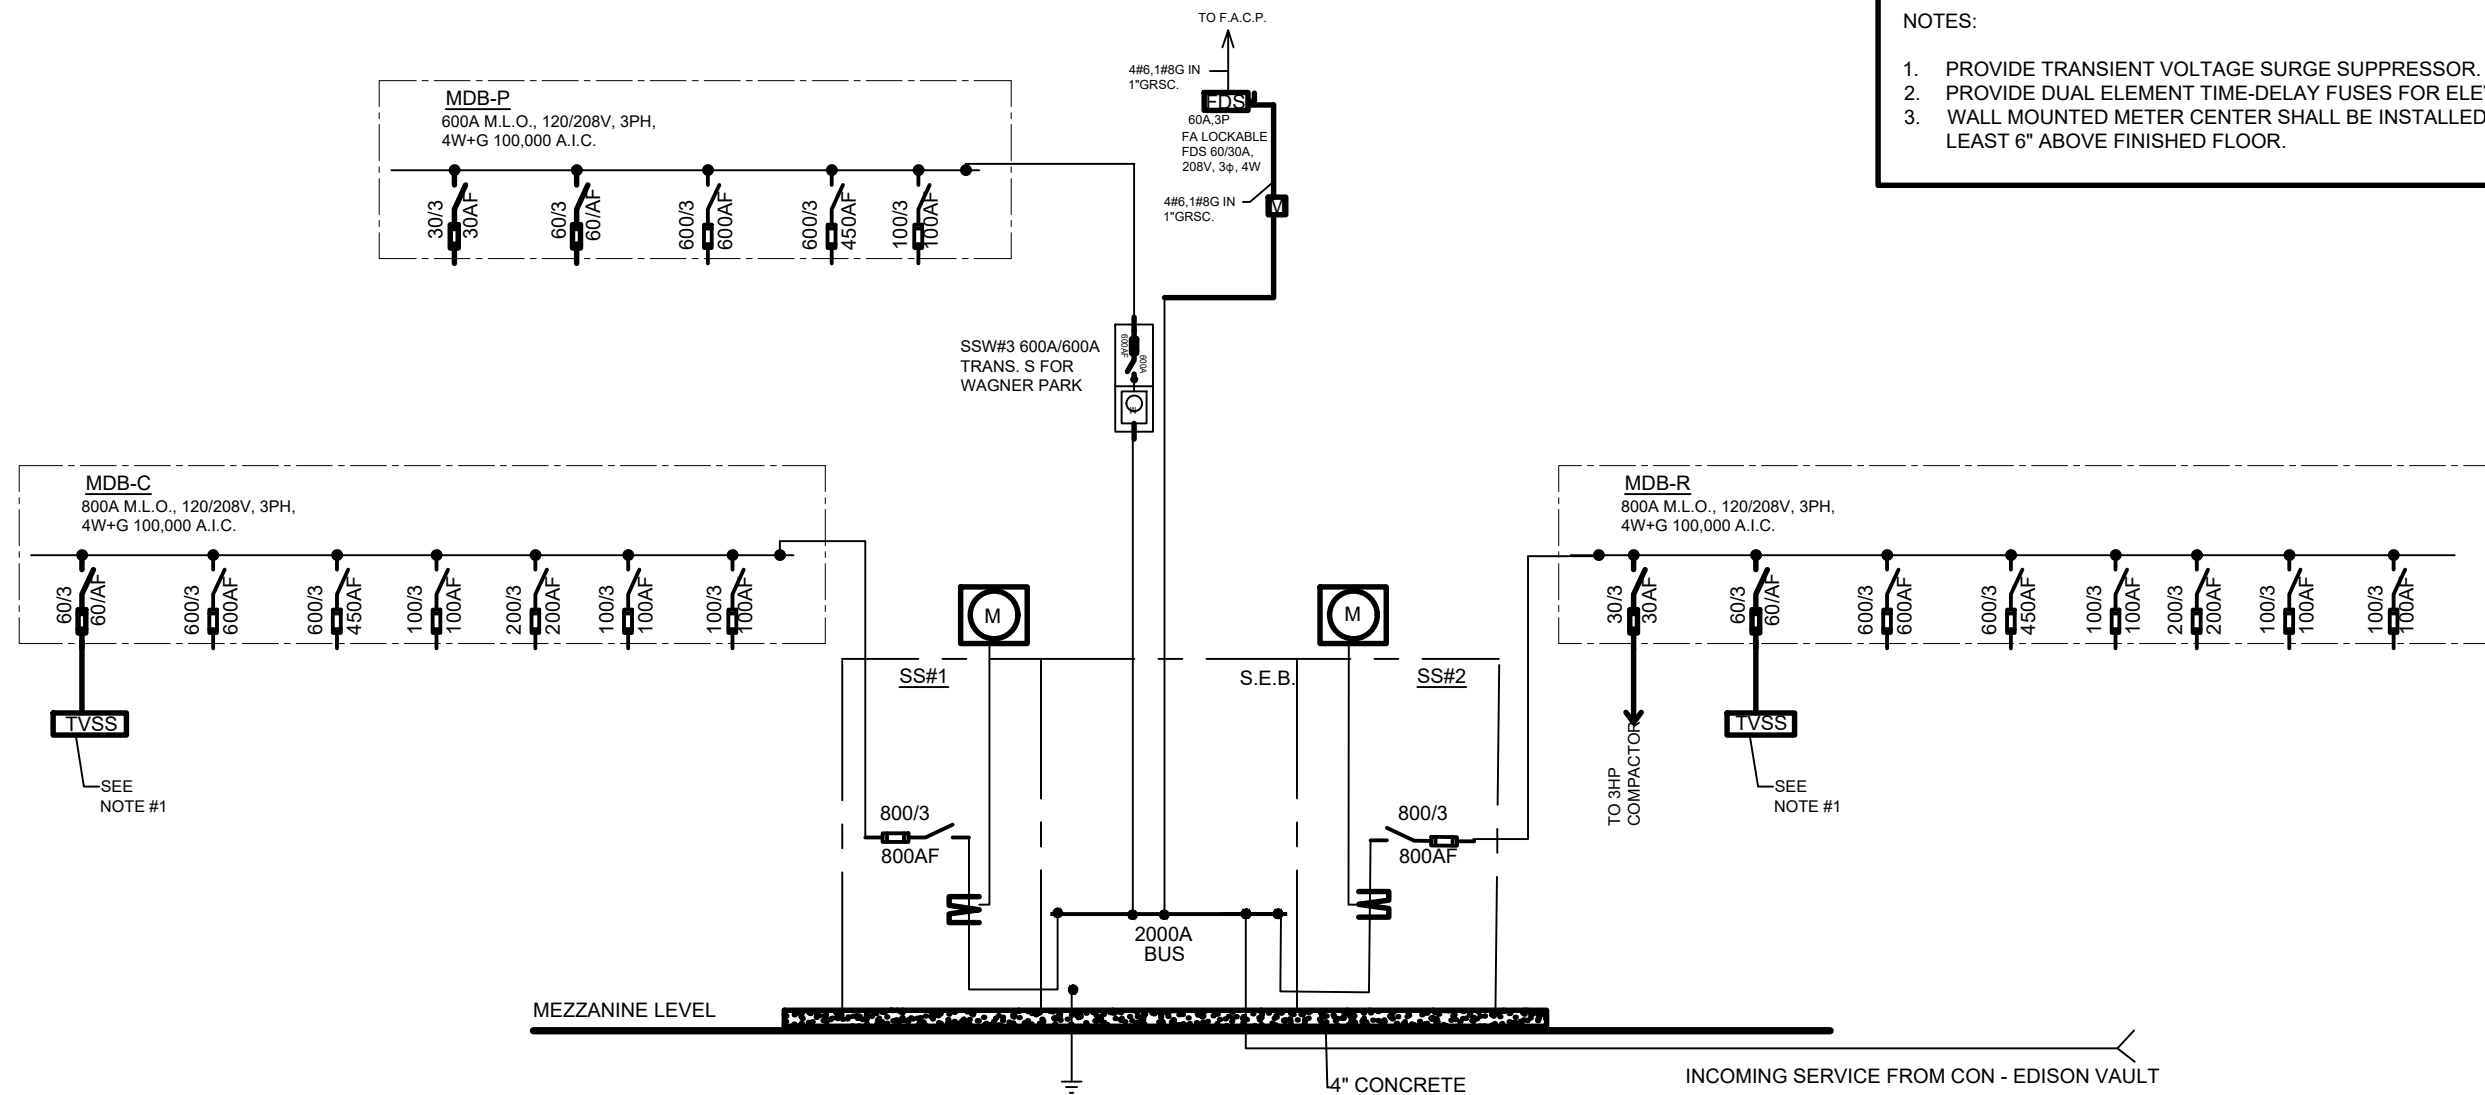 NOTES:
1. PROVIDE TRANSIENT VOLTAGE SURGE SUPPRESSOR.
2. PROVIDE DUAL ELEMENT TIME-DELAY FUSES FOR
3. WALL MOUNTED METER CENTER SHALL BE INSTALLED
LEAST 6" ABOVE FINISHED FLOOR.
TO F.A.C.P.
4#6,1#8G IN
1"GRSC.
FDS
60A,3P
FA LOCKABLE
FDS 60/30A,
208V, 3ϕ, 4W
4#6,1#8G IN
1"GRSC.
V
MDB-P
600A M.L.O., 120/208V, 3PH,
4W+G 100,000 A.I.C.
30/3
30AF
60/3
60/AF
600/3
600AF
600/3
450AF
100/3
100AF
SSW#3 600A/600A
TRANS. S FOR
WAGNER PARK
600AF
600A
M
MDB-C
800A M.L.O., 120/208V, 3PH,
4W+G 100,000 A.I.C.
60/3
60/AF
600/3
600AF
600/3
450AF
100/3
100AF
200/3
200AF
100/3
100AF
100/3
100AF
TVSS
SEE
NOTE #1
M
M
SS#1
S.E.B.
SS#2
800/3
800AF
800/3
800AF
2000A
BUS
MDB-R
800A M.L.O., 120/208V, 3PH,
4W+G 100,000 A.I.C.
30/3
30AF
60/3
60/AF
600/3
600AF
600/3
450AF
100/3
100AF
200/3
200AF
100/3
100AF
100/3
100AF
TO 3HP
COMPACTOR
TVSS
SEE
NOTE #1
MEZZANINE LEVEL
4" CONCRETE
INCOMING SERVICE FROM CON - EDISON VAULT